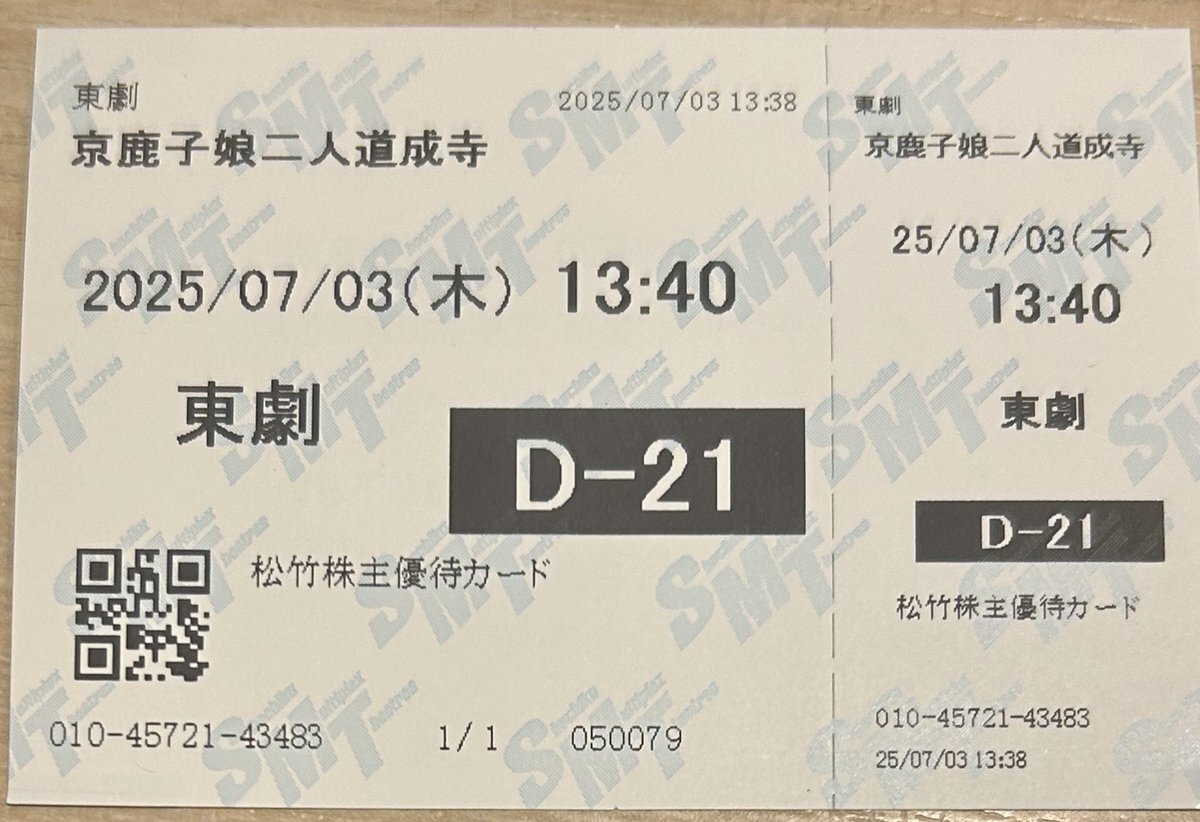 東劇
2025/07/03 13:38
京鹿子娘二人道成寺
2025/07/03(木) 13:40
東劇
D-21
松竹株主優待カード
010-45721-43483
1/1
050079
東劇
京鹿子娘二人道成寺
25/07/03(木)
13:40
東劇
D-21
松竹株主優待カード
010-45721-43483
25/07/03 13:38
SMT
Shochiku Multiplex Theatres